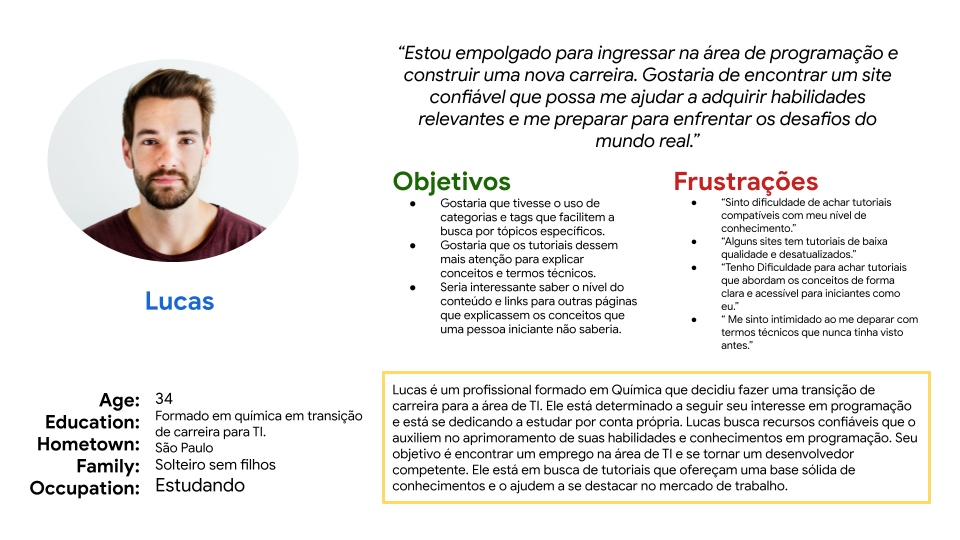 “Estou empolgado para ingressar na área de programação e
construir uma nova carreira. Gostaria de encontrar um site
confiável que possa me ajudar a adquirir habilidades
relevantes e me preparar para enfrentar os desafios do
mundo real.”
Lucas
Objetivos
● Gostaria que tivesse o uso de
categorias e tags que facilitem a
busca por tópicos específicos.
● Gostaria que os tutoriais dessem
mais atenção para explicar
conceitos e termos técnicos.
● Seria interessante saber o nível do
conteúdo e links para outras páginas
que explicassem os conceitos que
uma pessoa iniciante não saberia.
Frustrações
● “Sinto dificuldade de achar tutoriais
compatíveis com meu nível de
conhecimento.”
● “Alguns sites tem tutoriais de baixa
qualidade e desatualizados.”
● “Tenho Dificuldade para achar tutoriais
que abordam os conceitos de forma
clara e acessível para iniciantes como
eu.”
● “ Me sinto intimidado ao me deparar com
termos técnicos que nunca tinha visto
antes.”
Age: 34
Education: Formado em química em transição
de carreira para TI.
Hometown: São Paulo
Family: Solteiro sem filhos
Occupation: Estudando
Lucas é um profissional formado em Química que decidiu fazer uma transição de
carreira para a área de TI. Ele está determinado a seguir seu interesse em programação
e está se dedicando a estudar por conta própria. Lucas busca recursos confiáveis que o
auxiliem no aprimoramento de suas habilidades e conhecimentos em programação. Seu
objetivo é encontrar um emprego na área de TI e se tornar um desenvolvedor
competente. Ele está em busca de tutoriais que ofereçam uma base sólida de
conhecimentos e o ajudem a se destacar no mercado de trabalho.